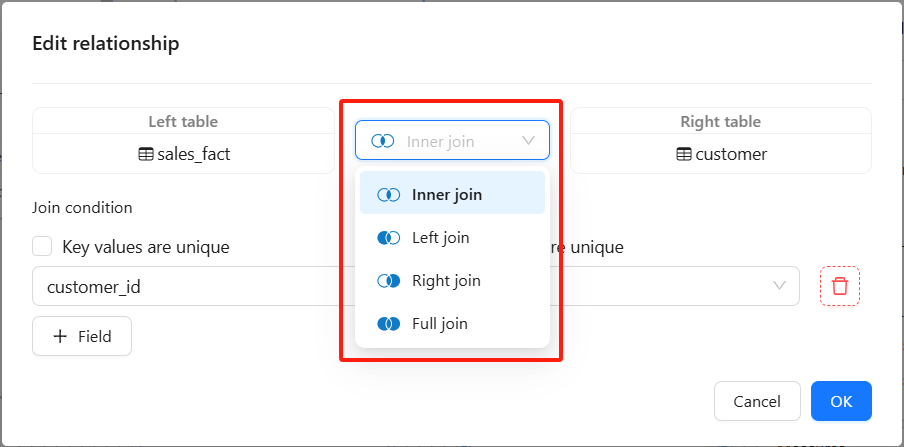 Edit relationship
Left table
sales_fact
Inner join
Right table
customer
Inner join
Left join
Right join
Full join
Join condition
Key values are unique
are unique
customer_id
Field
Cancel
OK